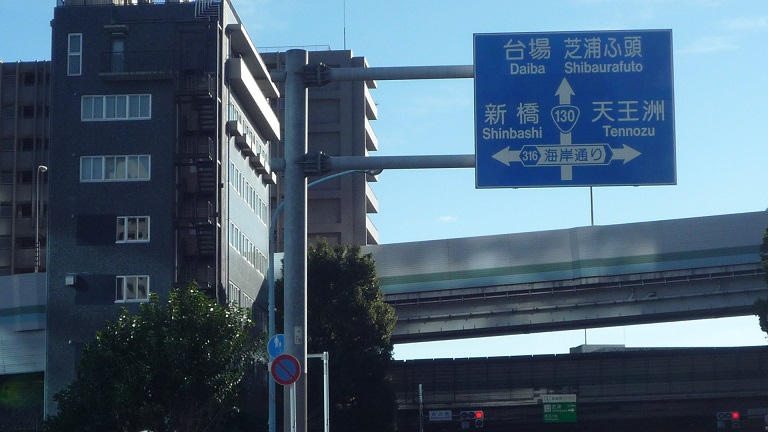 台場 芝浦ふ頭
Daiba Shibaurafuto
新橋 130 天王洲
Shinbashi Tennozu
316 海岸通り